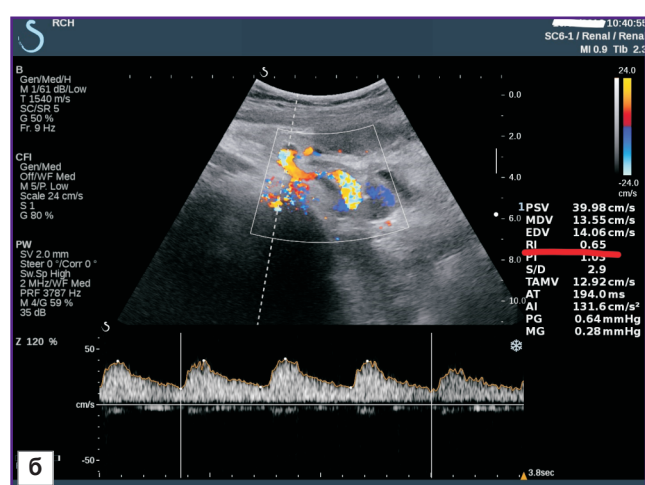 RCH
10:40:55
SC6-1 / Renal / Rena
MI 0.9 TIb 2.3
B
Gen/Med/H
M 1/61 dB/Low
T 1540 m/s
SC/SR 5
G 50 %
Fr. 9 Hz
CFI
Gen/Med
Off/WF Med
M 5/P. Low
Scale 24 cm/s
S 1
G 80 %
PW
SV 2.0 mm
Steer 0 °/Corr 0 °
Sw.Sp High
2 MHz/WF Med
PRF 3787 Hz
M 4/G 59 %
35 dB
Z 120 %
0.0
2.0
4.0
6.0
8.0
10.0
24.0
-24.0
cm/s
1 PSV 39.98 cm/s
MDV 13.55 cm/s
EDV 14.06 cm/s
RI 0.65
PI 1.03
S/D 2.9
TAMV 12.92 cm/s
AT 194.0 ms
AI 131.6 cm/s²
PG 0.64 mmHg
MG 0.28 mmHg
50
cm/s
-50
3.8sec
б